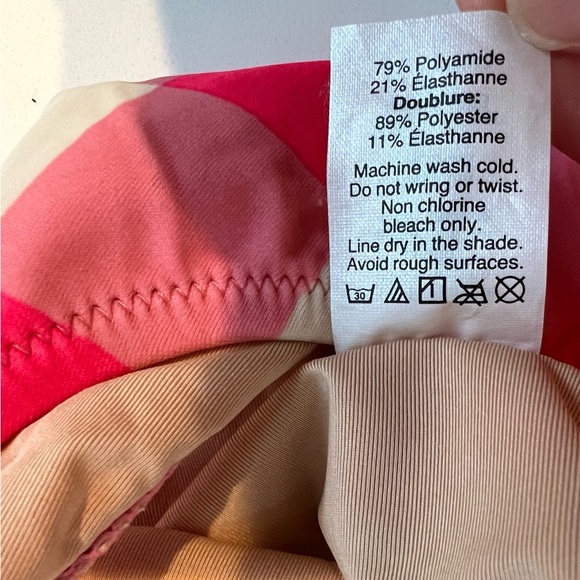 79% Polyamide
21% Élasthanne
Doublure:
89% Polyester
11% Élasthanne
Machine wash cold.
Do not wring or twist.
Non chlorine
bleach only.
Line dry in the shade.
Avoid rough surfaces.
30